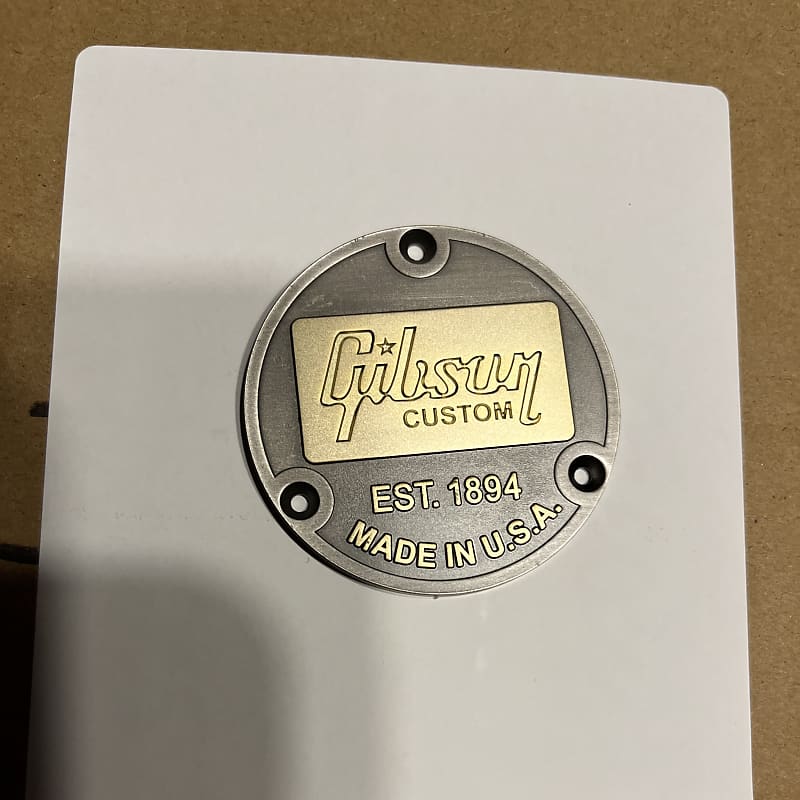 Gibson
CUSTOM
EST. 1894
MADE IN U.S.A.